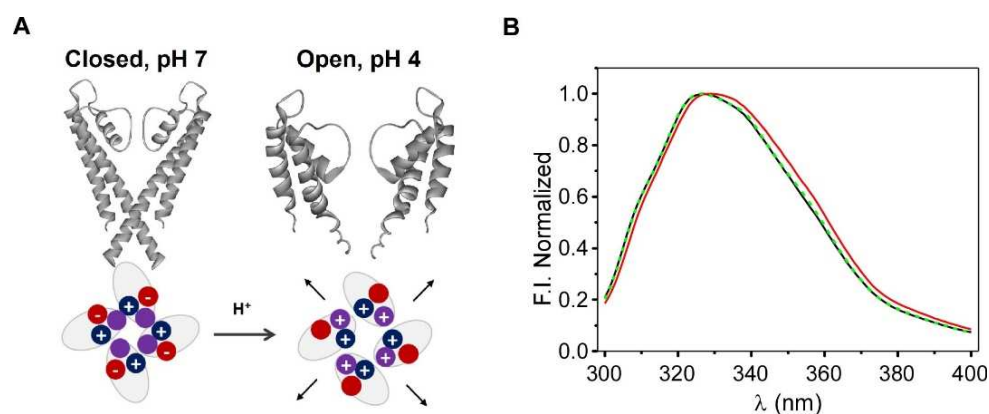 A
B
Closed, pH 7
Open, pH 4
H⁺
- - - -
+ + + +
+ + + +
+ + + +
F.I. Normalized
1.0
0.8
0.6
0.4
0.2
0.0
300 320 340 360 380 400
λ (nm)